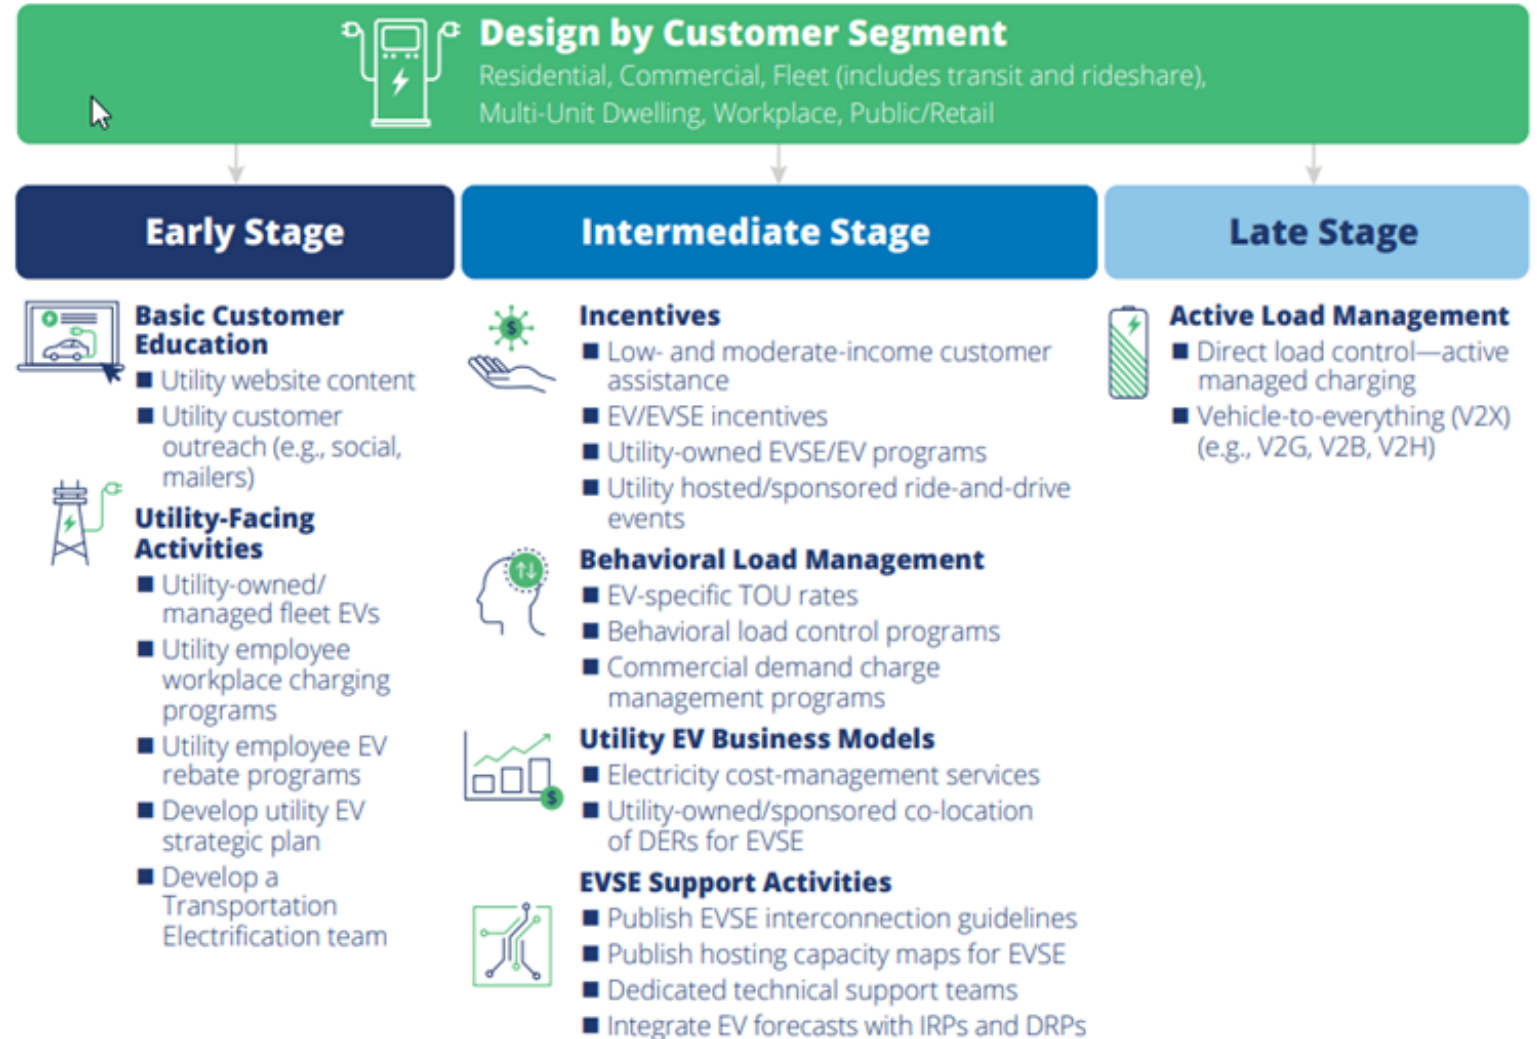 Design by Customer Segment
Residential, Commercial, Fleet (includes transit and rideshare),
Multi-Unit Dwelling, Workplace, Public/Retail
Early Stage
Basic Customer
Education
■ Utility website content
■ Utility customer
outreach (e.g., social,
mailers)
Utility-Facing
Activities
■ Utility-owned/
managed fleet EVs
■ Utility employee
workplace charging
programs
■ Utility employee EV
rebate programs
■ Develop utility EV
strategic plan
■ Develop a
Transportation
Electrification team
Intermediate Stage
Incentives
■ Low- and moderate-income customer
assistance
■ EV/EVSE incentives
■ Utility-owned EVSE/EV programs
■ Utility hosted/sponsored ride-and-drive
events
Behavioral Load Management
■ EV-specific TOU rates
■ Behavioral load control programs
■ Commercial demand charge
management programs
Utility EV Business Models
■ Electricity cost-management services
■ Utility-owned/sponsored co-location
of DERs for EVSE
EVSE Support Activities
■ Publish EVSE interconnection guidelines
■ Publish hosting capacity maps for EVSE
■ Dedicated technical support teams
■ Integrate EV forecasts with IRPs and DRPs
Late Stage
Active Load Management
■ Direct load control—active
managed charging
■ Vehicle-to-everything (V2X)
(e.g., V2G, V2B, V2H)